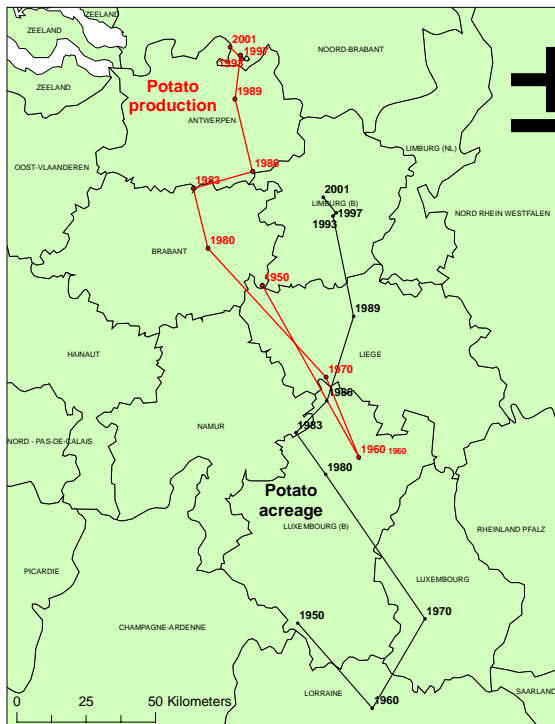 ZEELAND
ZEELAND
2001
1997
1993
NOORD-BRABANT
ZEELAND
Potato
production
1989
ANTWERPEN
LIMBURG (NL)
OOST-VLAANDEREN
1986
1983
2001
LIMBURG (B)
1997
1993
NORD RHEIN WESTFALEN
BRABANT
1980
1950
1989
HAINAUT
LIEGE
1970
1986
NAMUR
1983
NORD - PAS-DE-CALAIS
1960 1960
1980
Potato
acreage
LUXEMBOURG (B)
RHEINLAND PFALZ
PICARDIE
LUXEMBOURG
1950
1970
CHAMPAGNE-ARDENNE
LORRAINE
1960
SAARLAND
0 25 50 Kilometers